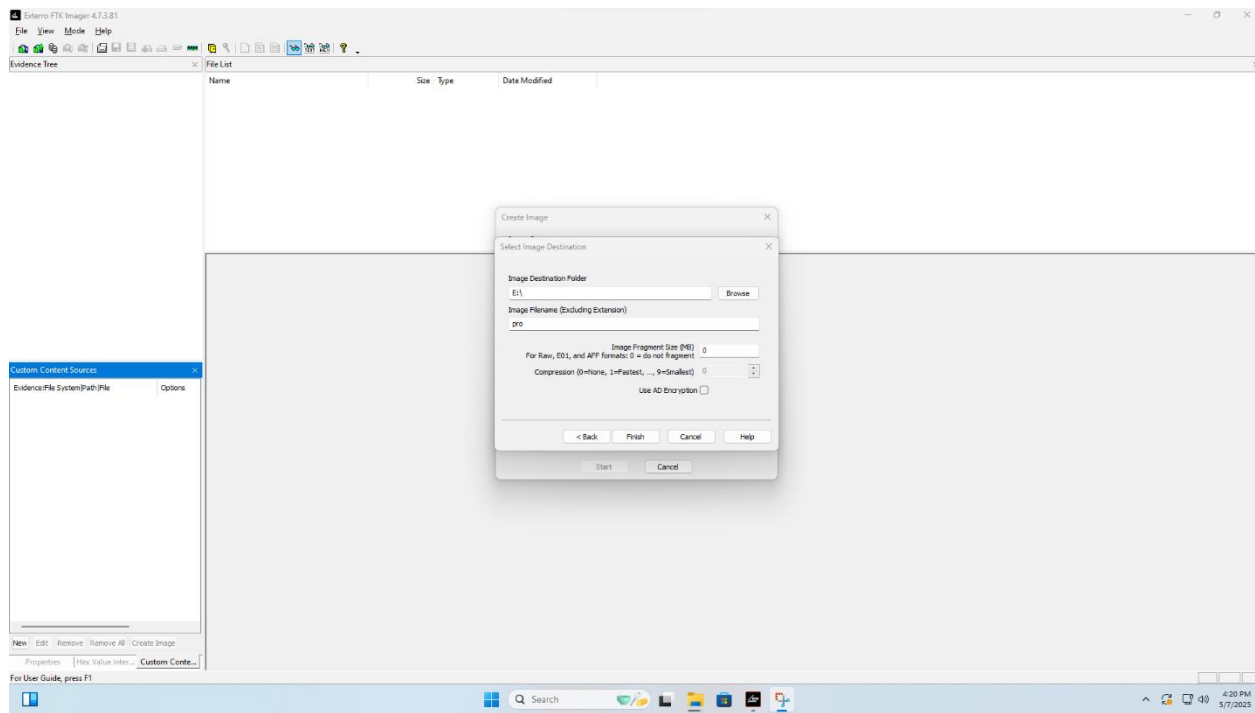 Exterro FTK Imager 4.7.3.81
File View Mode Help
Evidence Tree
File List
Name Size Type Date Modified
Create Image
Select Image Destination
Image Destination Folder
E:\
Browse
Image Filename (Excluding Extension)
pro
Image Fragment Size (MB)
For Raw, E01, and AFF formats: 0 = do not fragment
0
Compression (0=None, 1=Fastest, ..., 9=Smallest) 0
Use AD Encryption
< Back Finish Cancel Help
Start Cancel
Custom Content Sources
Evidence:File System|Path|File Options
New Edit Remove Remove All Create Image
Properties Hex Value Inter... Custom Conte...
For User Guide, press F1
Search
4:20 PM
5/7/2025